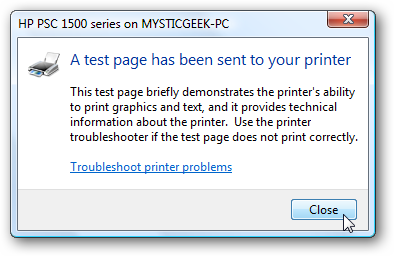 HP PSC 1500 series on MYSTICGEEK-PC
A test page has been sent to your printer
This test page briefly demonstrates the printer's ability
to print graphics and text, and it provides technical
information about the printer.  Use the printer
troubleshooter if the test page does not print correctly.
Troubleshoot printer problems
Close